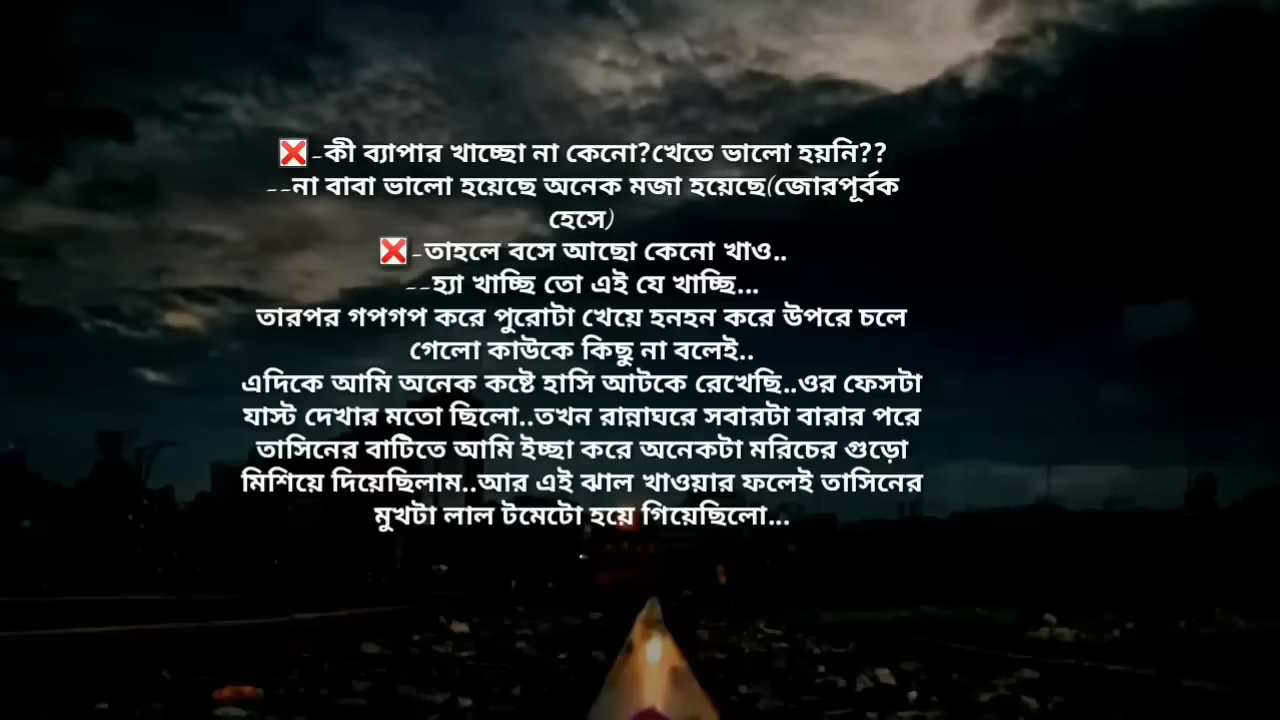 ❌-কী ব্যাপার খাচ্ছো না কেনো?খেতে ভালো হয়নি??
--না বাবা ভালো হয়েছে অনেক মজা হয়েছে(জোরপূর্বক
হেসে)
❌-তাহলে বসে আছো কেনো খাও..
--হ্যা খাচ্ছি তো এই যে খাচ্ছি...
তারপর গপগপ করে পুরোটা খেয়ে হনহন করে উপরে চলে
গেলো কাউকে কিছু না বলেই..
এদিকে আমি অনেক কষ্টে হাসি আটকে রেখেছি..ওর ফেসটা
যাস্ট দেখার মতো ছিলো..তখন রান্নাঘরে সবারটা বারার পরে
তাসিনের বাটিতে আমি ইচ্ছা করে অনেকটা মরিচের গুড়ো
মিশিয়ে দিয়েছিলাম..আর এই ঝাল খাওয়ার ফলেই তাসিনের
মুখটা লাল টমেটো হয়ে গিয়েছিলো...